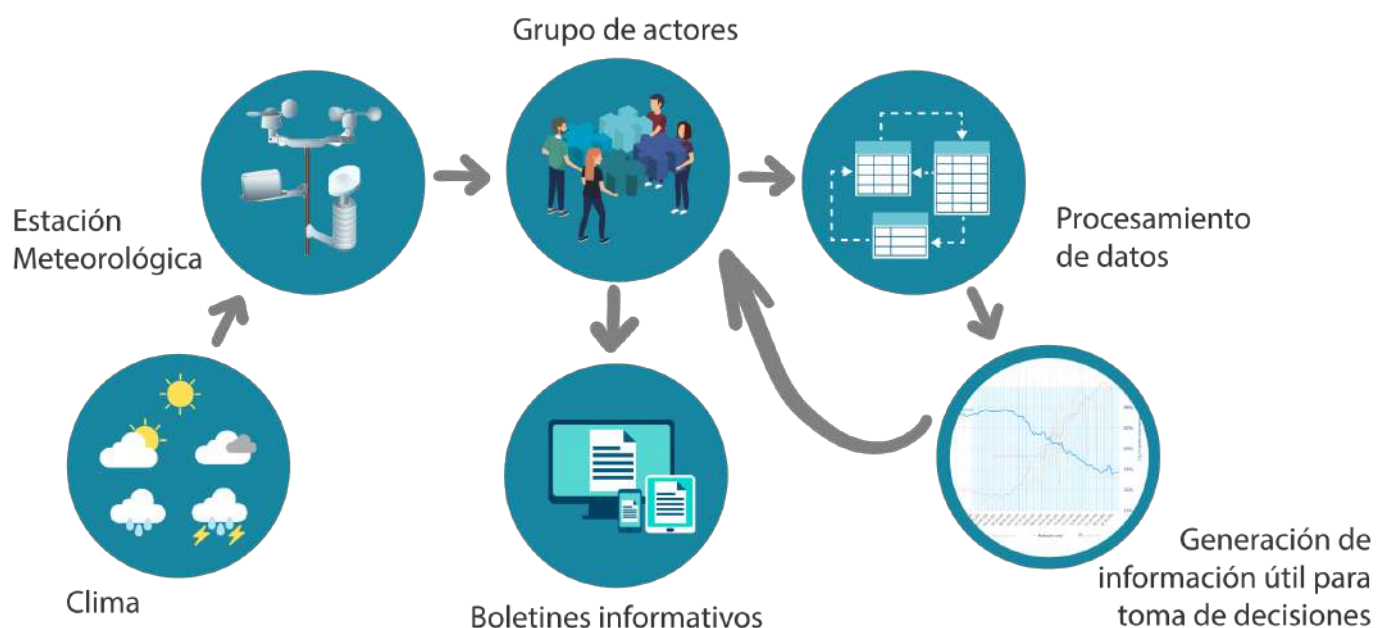 Grupo de actores
Estación
Meteorológica
Procesamiento
de datos
Clima
Boletines informativos
Generación de
información útil para
toma de decisiones